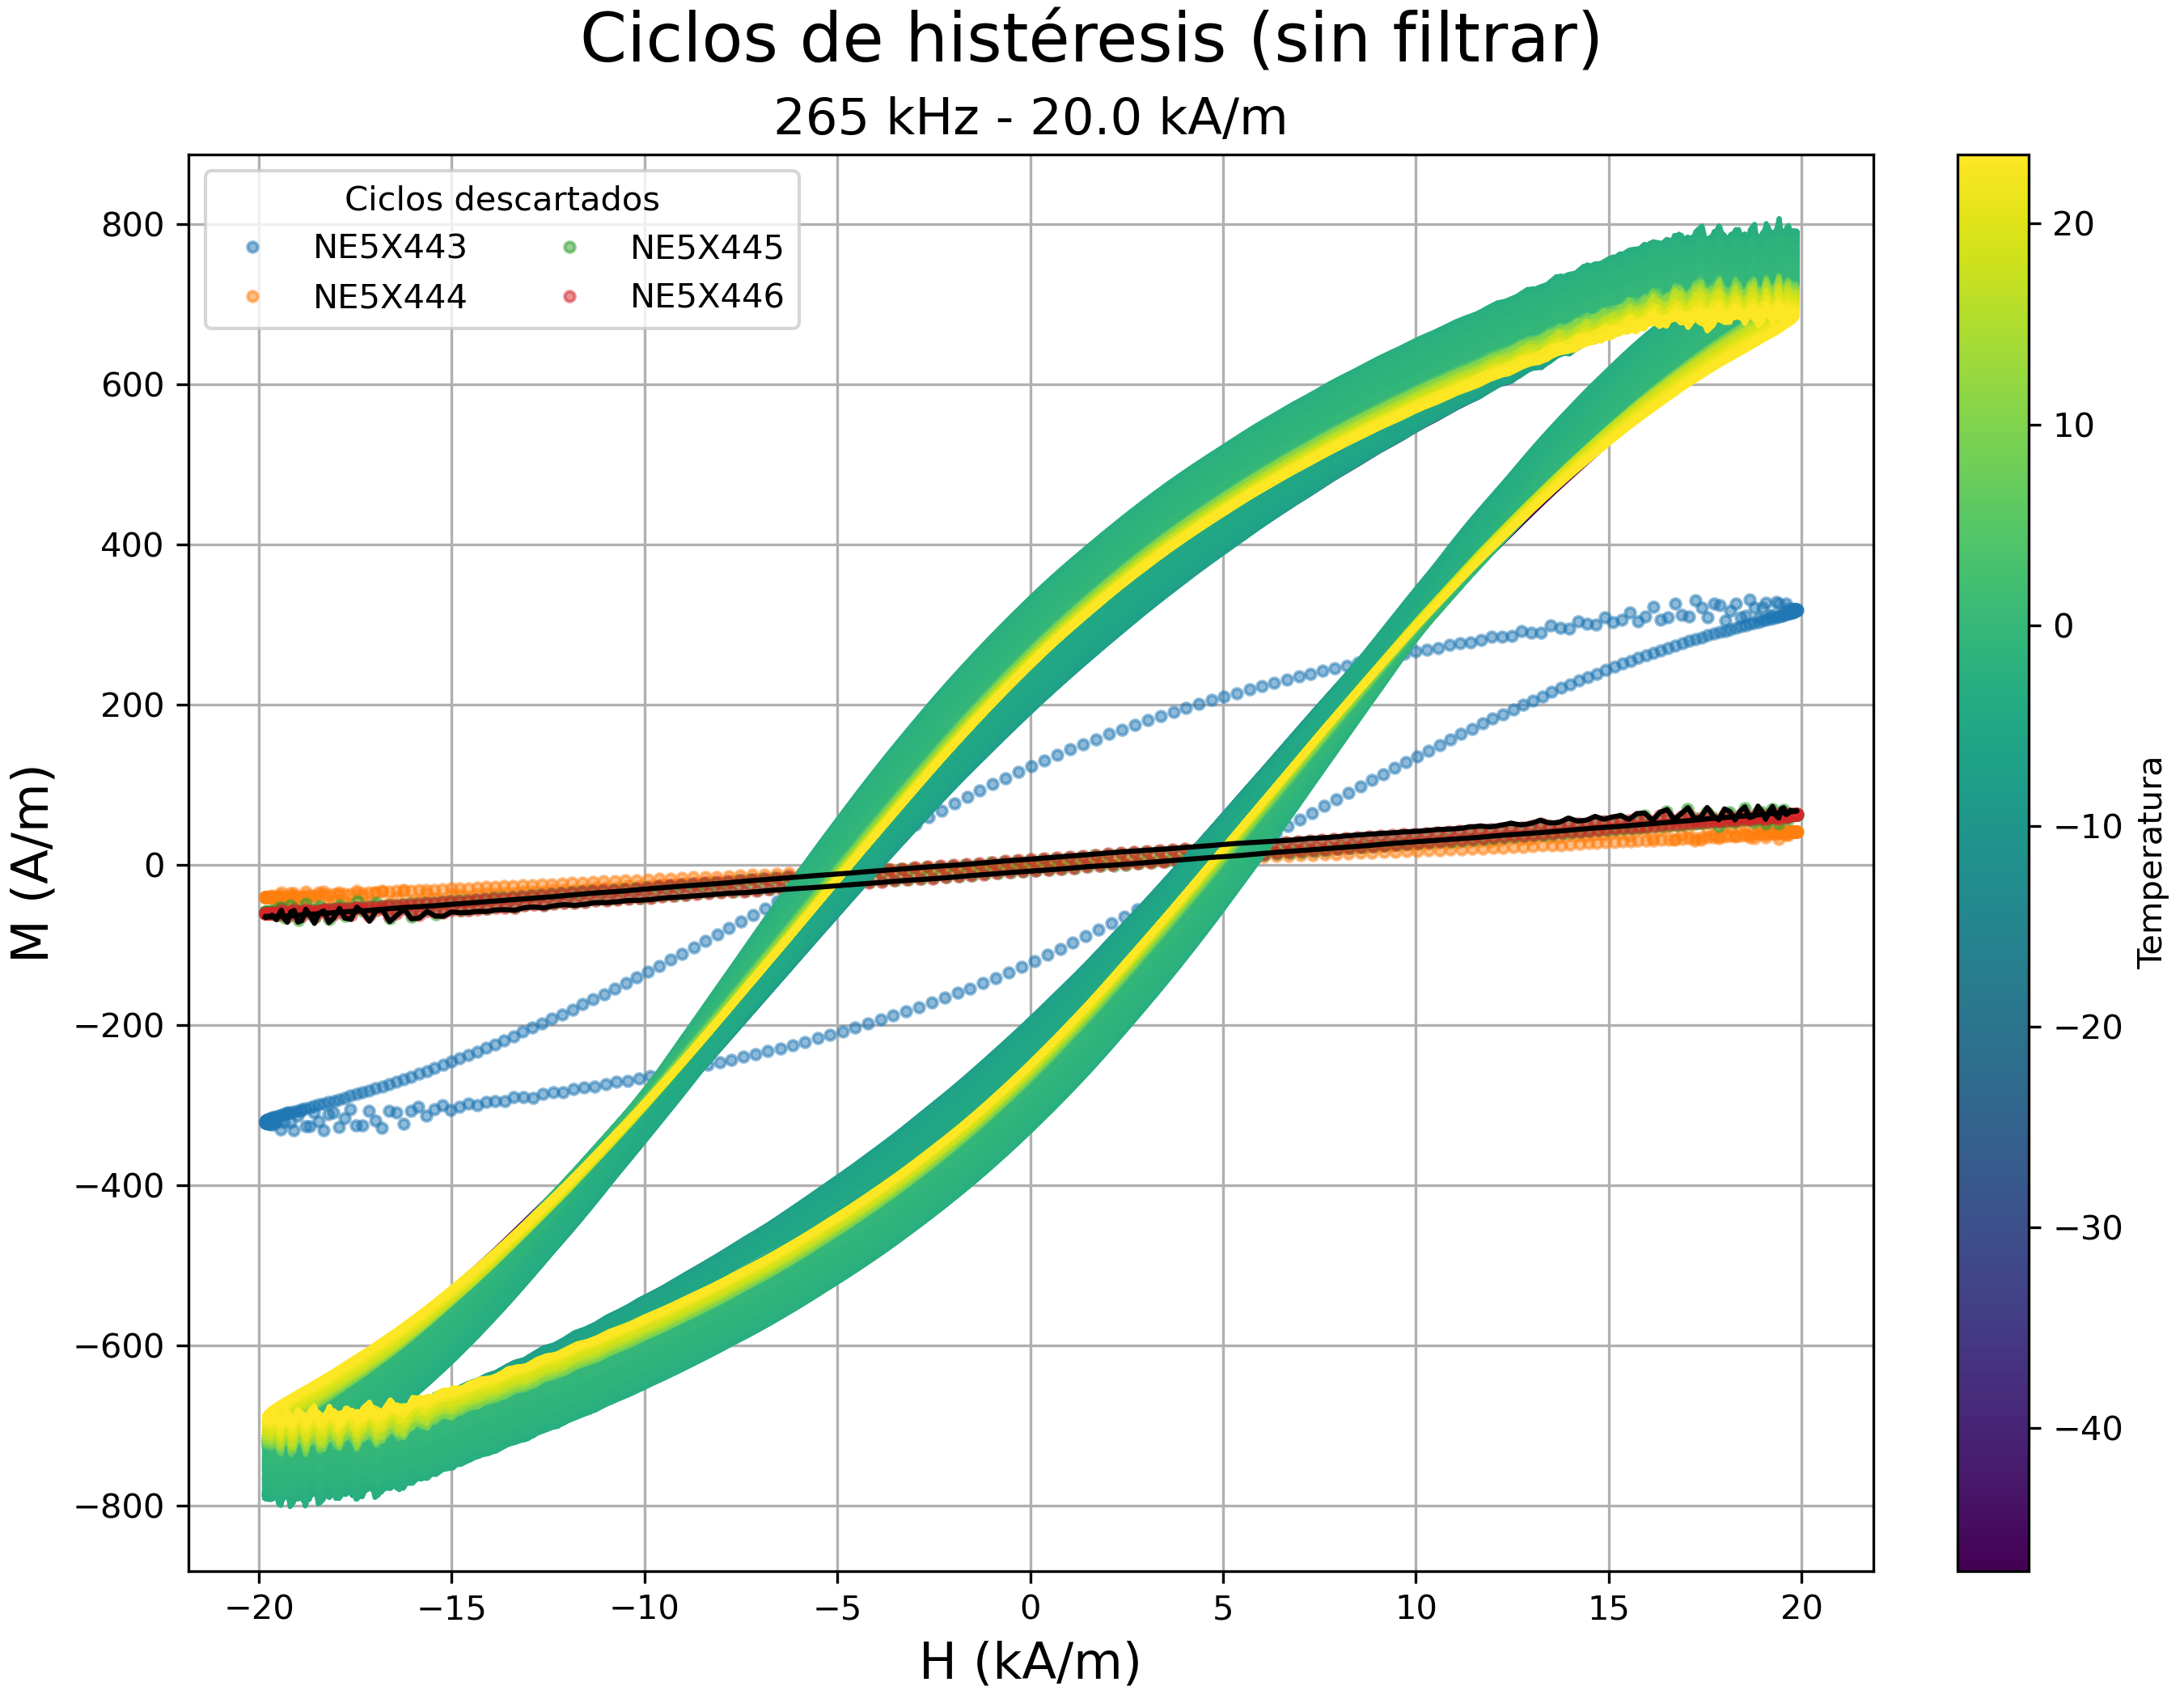 Ciclos de histéresis (sin filtrar)
265 kHz - 20.0 kA/m
Ciclos descartados
NE5X443 NE5X445
NE5X444 NE5X446
800
600
400
200
0
−200
−400
−600
−800
M (A/m)
−20 −15 −10 −5 0 5 10 15 20
H (kA/m)
20
10
0
−10
−20
−30
−40
Temperatura